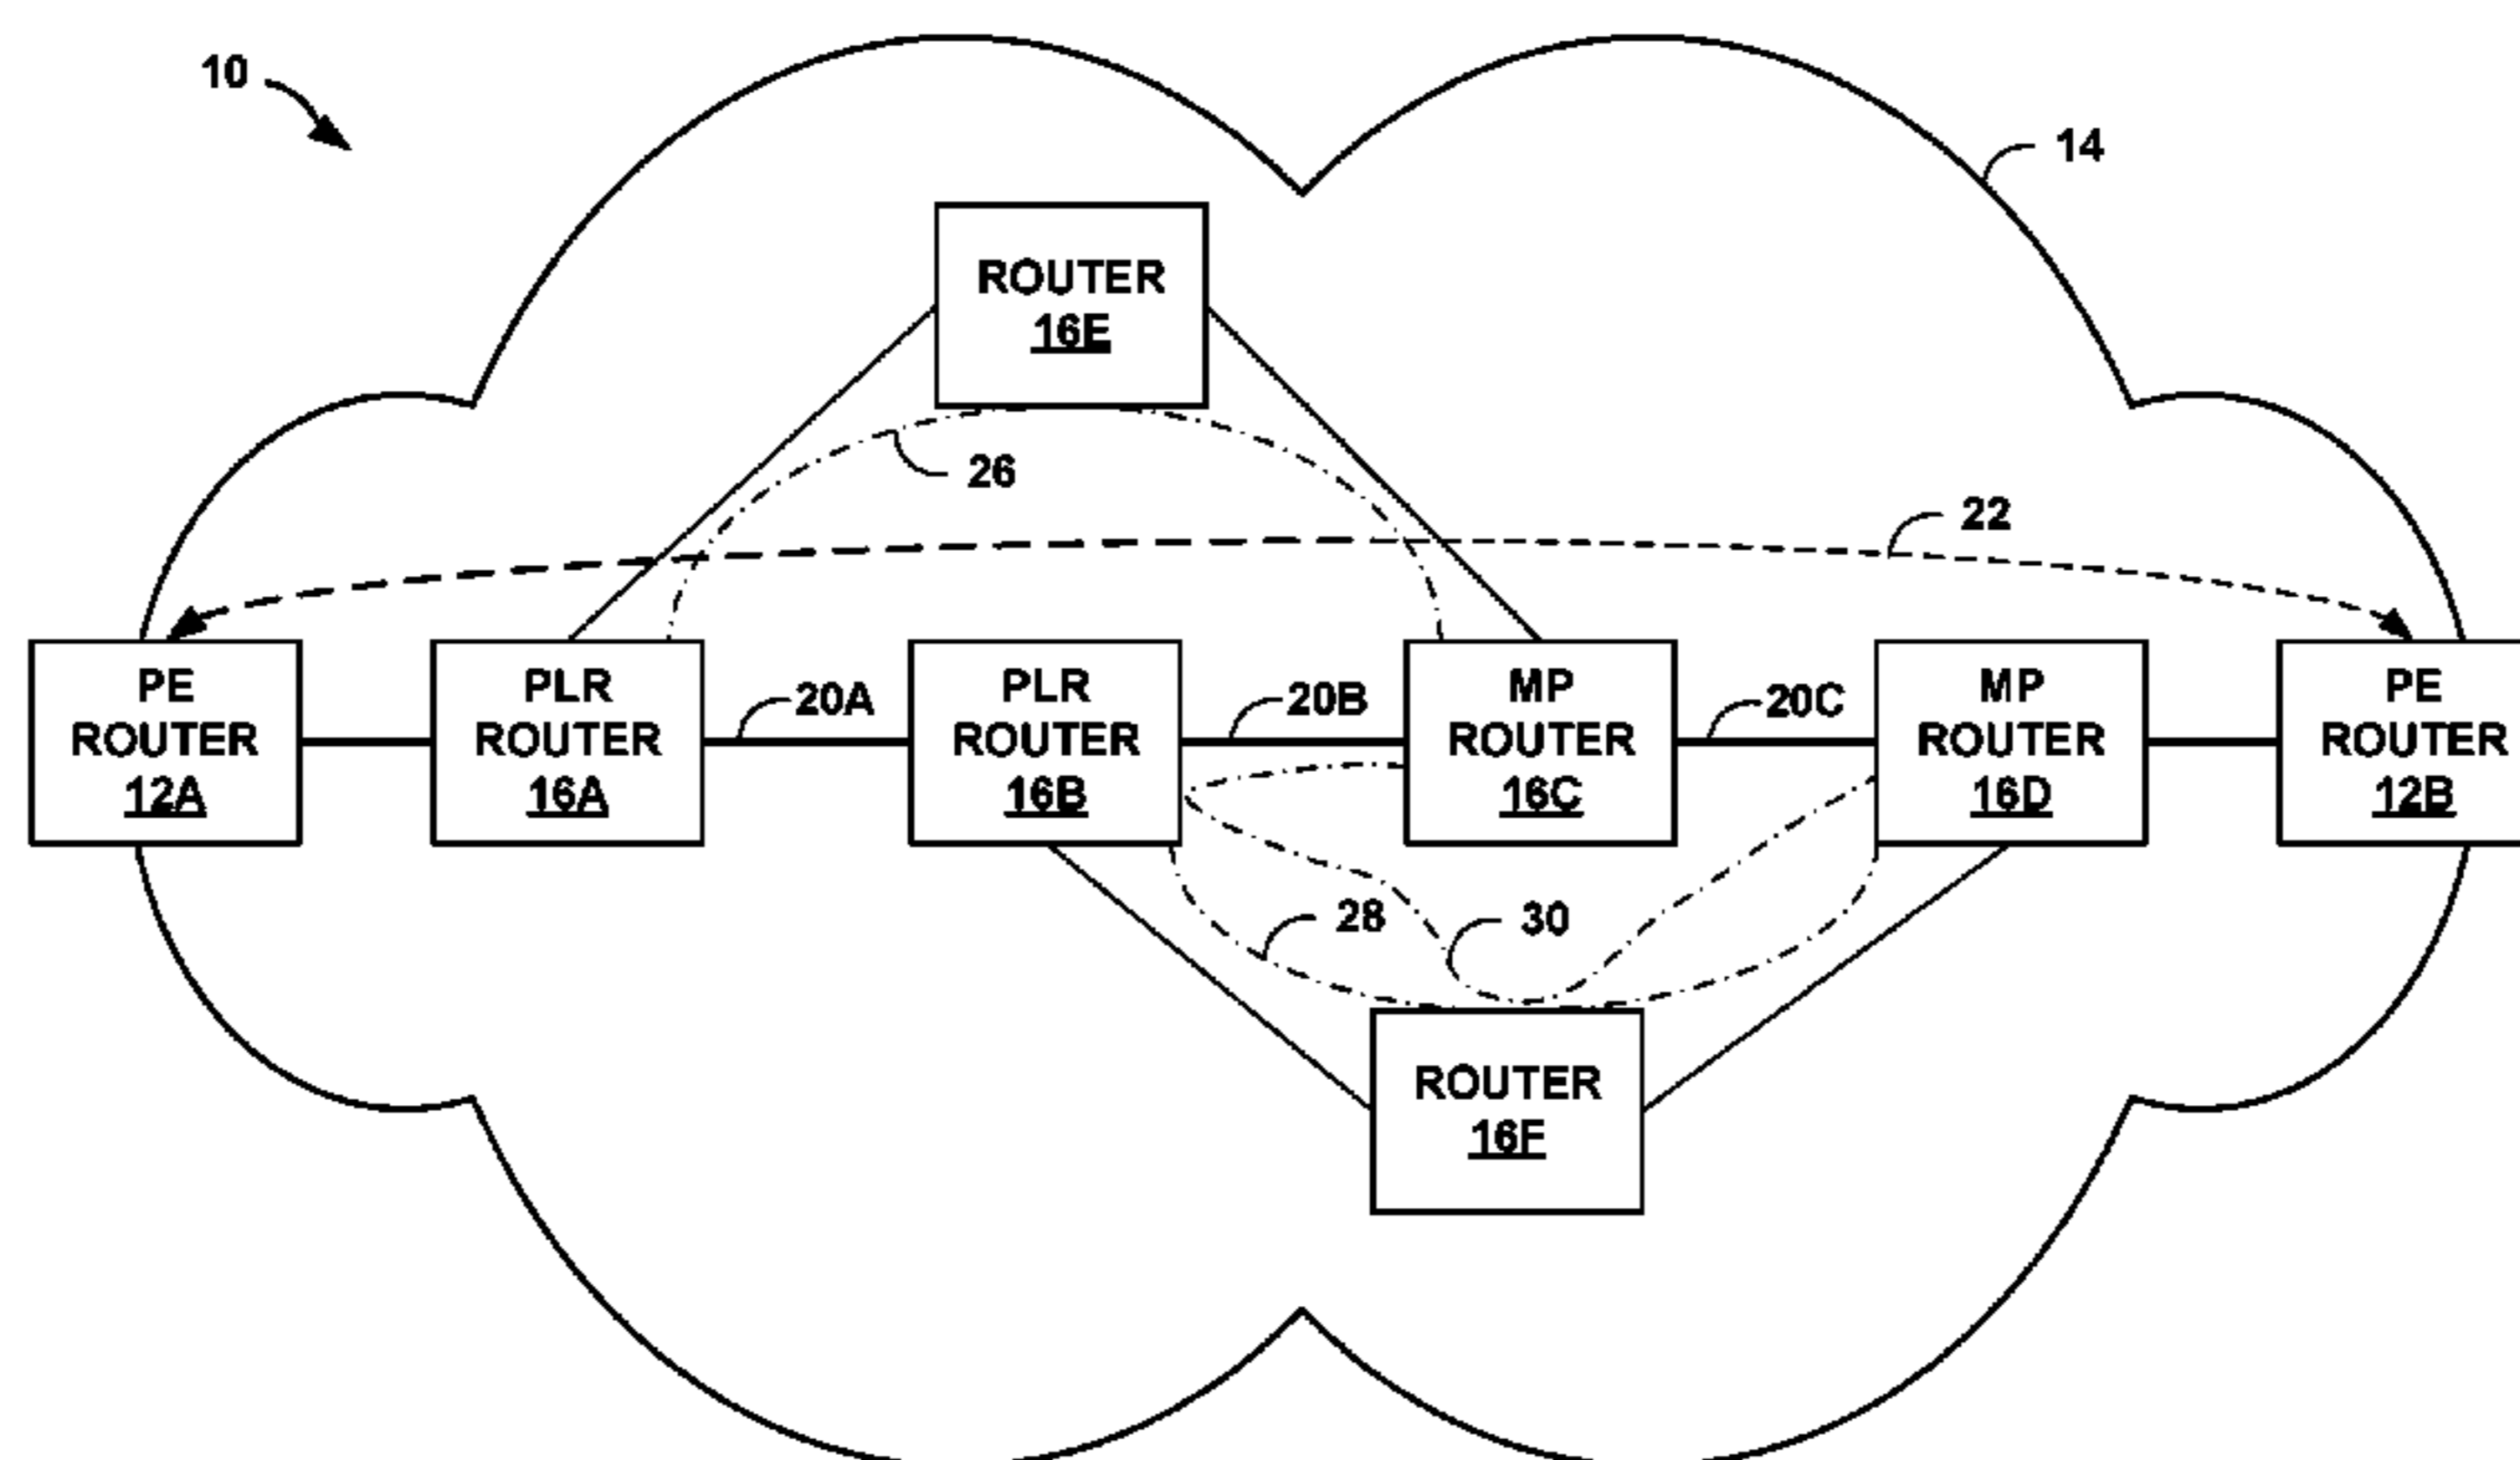 10
14
ROUTER
16E
26
22
PE
ROUTER
12A
PLR
ROUTER
16A
20A
PLR
ROUTER
16B
20B
MP
ROUTER
16C
20C
MP
ROUTER
16D
PE
ROUTER
12B
28
30
ROUTER
16F